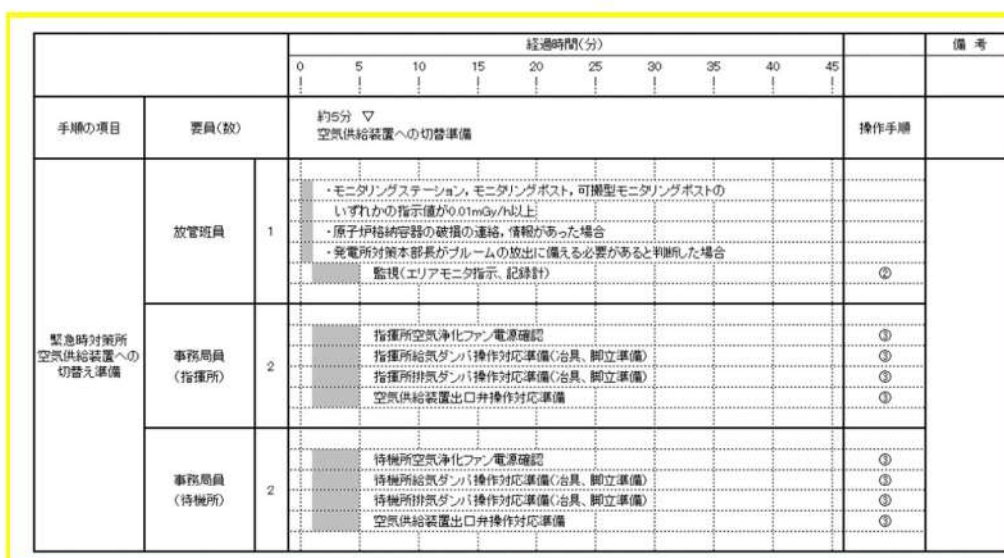 経過時間(分)
備 考
0 5 10 15 20 25 30 35 40 45
手順の項目
要員(数)
約5分 ▽
空気供給装置への切替準備
操作手順
緊急時対策所
空気供給装置への
切替え準備
放管班員
1
・モニタリングステーション,モニタリングポスト,可搬型モニタリングポストの
いずれかの指示値が0.01mGy/h以上
・原子炉格納容器の破損の連絡,情報があった場合
・発電所対策本部長がプルームの放出に備える必要があると判断した場合
監視(エリアモニタ指示、記録計)
②
事務局員
(指揮所)
2
指揮所空気浄化ファン電源確認
③
指揮所給気ダンパ操作対応準備(冶具、脚立準備)
③
指揮所排気ダンパ操作対応準備(冶具、脚立準備)
③
空気供給装置出口弁操作対応準備
③
事務局員
(待機所)
2
待機所空気浄化ファン電源確認
③
待機所給気ダンパ操作対応準備(冶具、脚立準備)
③
待機所排気ダンパ操作対応準備(冶具、脚立準備)
③
空気供給装置出口弁操作対応準備
③